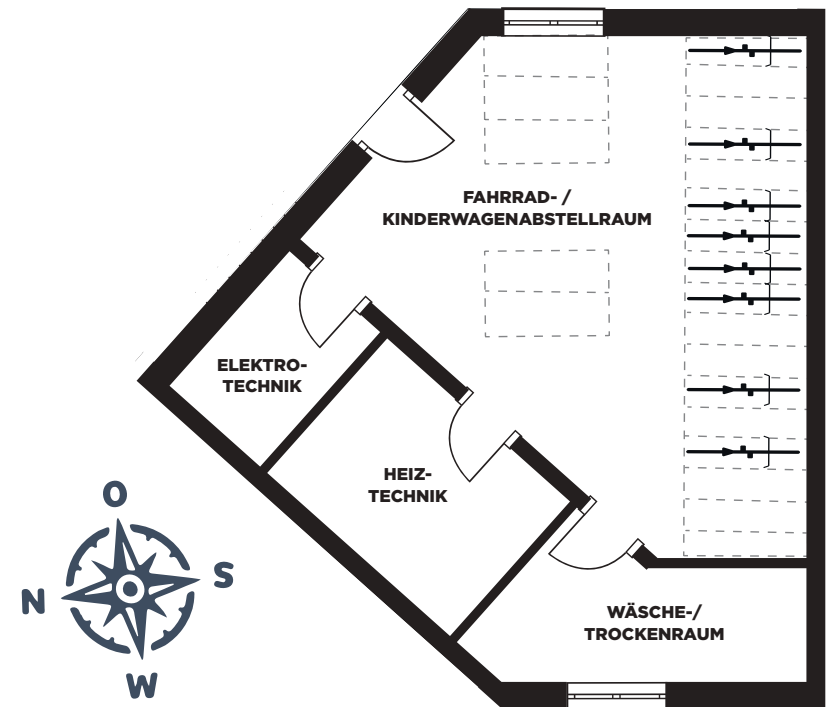 FAHRRAD- /
KINDERWAGENABSTELLRAUM
ELEKTRO-
TECHNIK
HEIZ-
TECHNIK
O
N
S
W
WÄSCHE-/
TROCKENRAUM